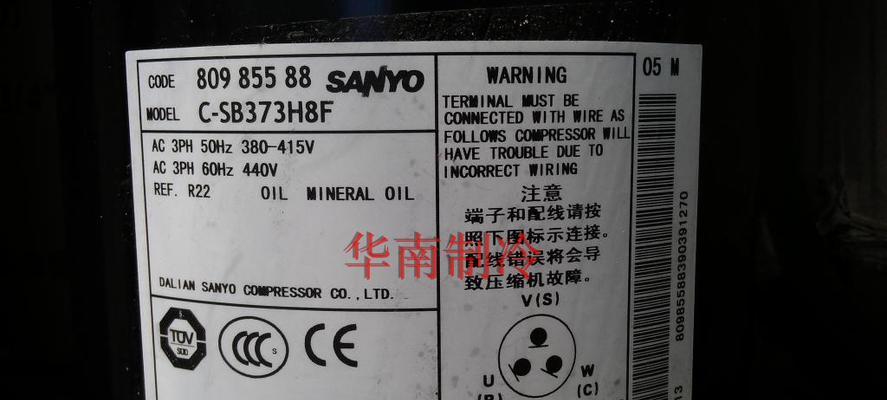 CODE 809 855 88 SANYO
MODEL C-SB373H8F
AC 3PH 50Hz 380-415V
AC 3PH 60Hz 440V
REF. R22 OIL MINERAL OIL
华南制冷
DALIAN SANYO COMPRESSOR CO.,LTD.
S
TÜV
SÜD
CCC
S
CE
WARNING
TERMINAL MUST BE
CONNECTED WITH WIRE AS
FOLLOWS COMPRESSOR WILL
HAVE TROUBLE DUE TO
INCORRECT WIRING
注意
端子和配线请按
照下图标示连接。
配线错误将会导
致压缩机故障。
V(S)
U W
(R) (C)
05 M
80985588390391270
13